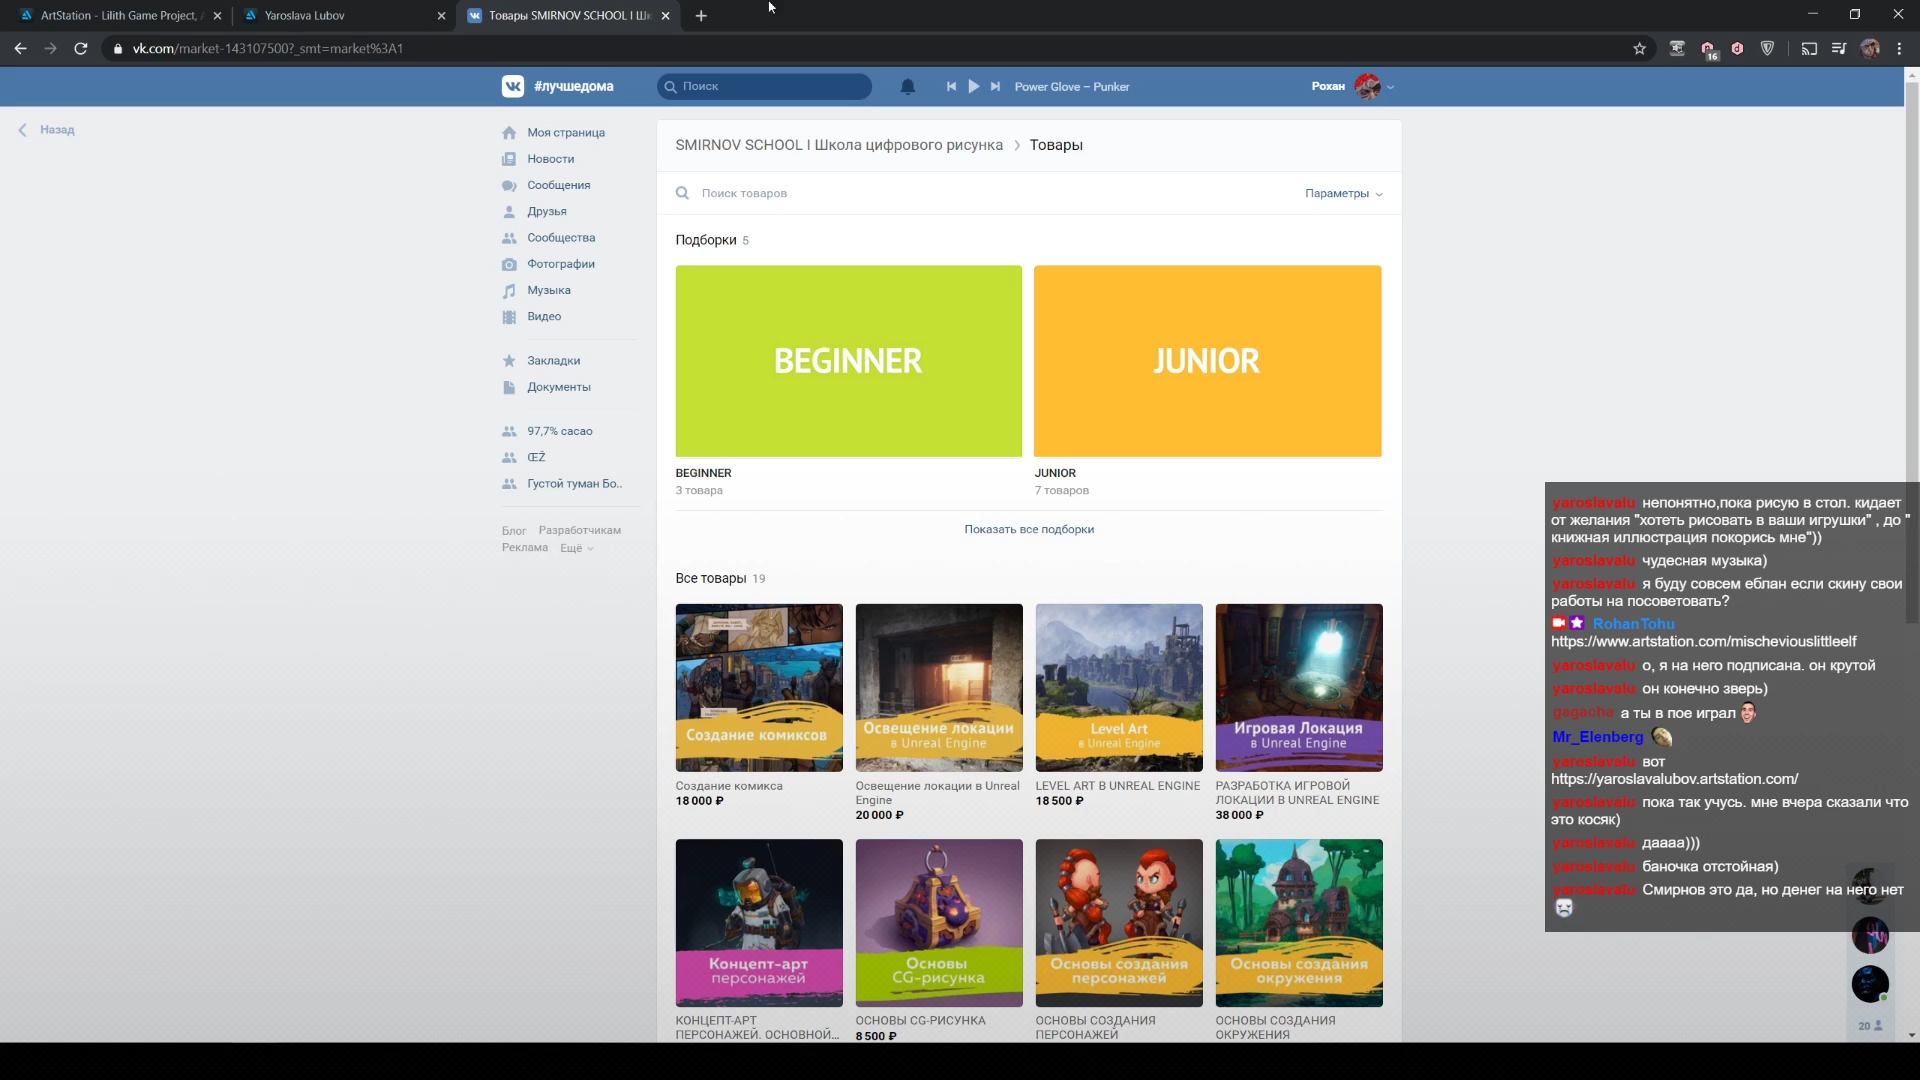 ArtStation - Lilith Game Project,
Yaroslava Lubov
Товары SMIRNOV SCHOOL I Шк
vk.com/market-143107500?_smt=market%3A1
16
#лучшедома
Поиск
Power Glove – Punker
Рохан
Назад
Моя страница
Новости
Сообщения
Друзья
Сообщества
Фотографии
Музыка
Видео
Закладки
Документы
97,7% cacao
ŒŽ
Густой туман Бо..
Блог Разработчикам
Реклама Ещё
SMIRNOV SCHOOL I Школа цифрового рисунка > Товары
Поиск товаров
Параметры
Подборки 5
BEGINNER
JUNIOR
BEGINNER
3 товара
JUNIOR
7 товаров
Показать все подборки
Все товары 19
Создание комиксов
Освещение локации
в Unreal Engine
Level Art
в Unreal Engine
Игровая Локация
в Unreal Engine
Создание комикса
18 000 ₽
Освещение локации в Unreal
Engine
20 000 ₽
LEVEL ART В UNREAL ENGINE
18 500 ₽
РАЗРАБОТКА ИГРОВОЙ
ЛОКАЦИИ В UNREAL ENGINE
38 000 ₽
Концепт-арт
персонажей
Основы
CG-рисунка
Основы создания
персонажей
Основы создания
окружения
КОНЦЕПТ-АРТ
ПЕРСОНАЖЕЙ. ОСНОВНОЙ...
ОСНОВЫ CG-РИСУНКА
8 500 ₽
ОСНОВЫ СОЗДАНИЯ
ПЕРСОНАЖЕЙ
ОСНОВЫ СОЗДАНИЯ
ОКРУЖЕНИЯ
yaroslavalu непонятно,пока рисую в стол. кидает
от желания "хотеть рисовать в ваши игрушки" , до "
книжная иллюстрация покорись мне"))
yaroslavalu чудесная музыка)
yaroslavalu я буду совсем еблан если скину свои
работы на посоветовать?
RohanTohu
https://www.artstation.com/mischeviouslittleelf
yaroslavalu о, я на него подписана. он крутой
yaroslavalu он конечно зверь)
gagacha а ты в пое играл
Mr_Elenberg
yaroslavalu вот
https://yaroslavalubov.artstation.com/
yaroslavalu пока так учусь. мне вчера сказали что
это косяк)
yaroslavalu даааа)))
yaroslavalu баночка отстойная)
yaroslavalu Смирнов это да, но денег на него нет
20